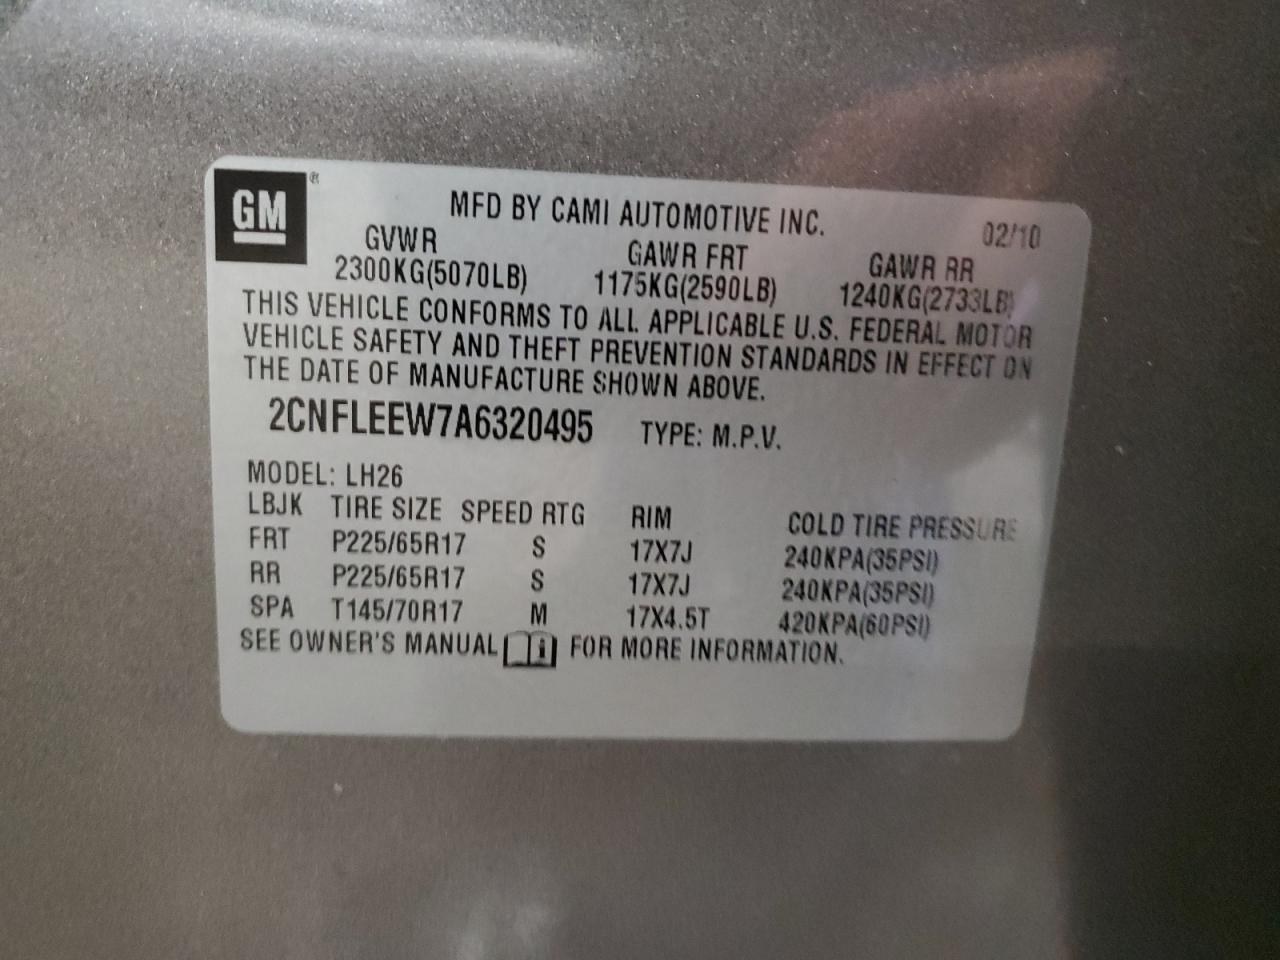 GM ®
MFD BY CAMI AUTOMOTIVE INC. 02/10
GVWR GAWR FRT GAWR RR
2300KG(5070LB) 1175KG(2590LB) 1240KG(2733LB)
THIS VEHICLE CONFORMS TO ALL APPLICABLE U.S. FEDERAL MOTOR
VEHICLE SAFETY AND THEFT PREVENTION STANDARDS IN EFFECT ON
THE DATE OF MANUFACTURE SHOWN ABOVE.
2CNFLEEW7A6320495 TYPE: M.P.V.
MODEL: LH26
LBJK TIRE SIZE SPEED RTG RIM COLD TIRE PRESSURE
FRT P225/65R17 S 17X7J 240KPA(35PSI)
RR P225/65R17 S 17X7J 240KPA(35PSI)
SPA T145/70R17 M 17X4.5T 420KPA(60PSI)
SEE OWNER'S MANUAL i FOR MORE INFORMATION.